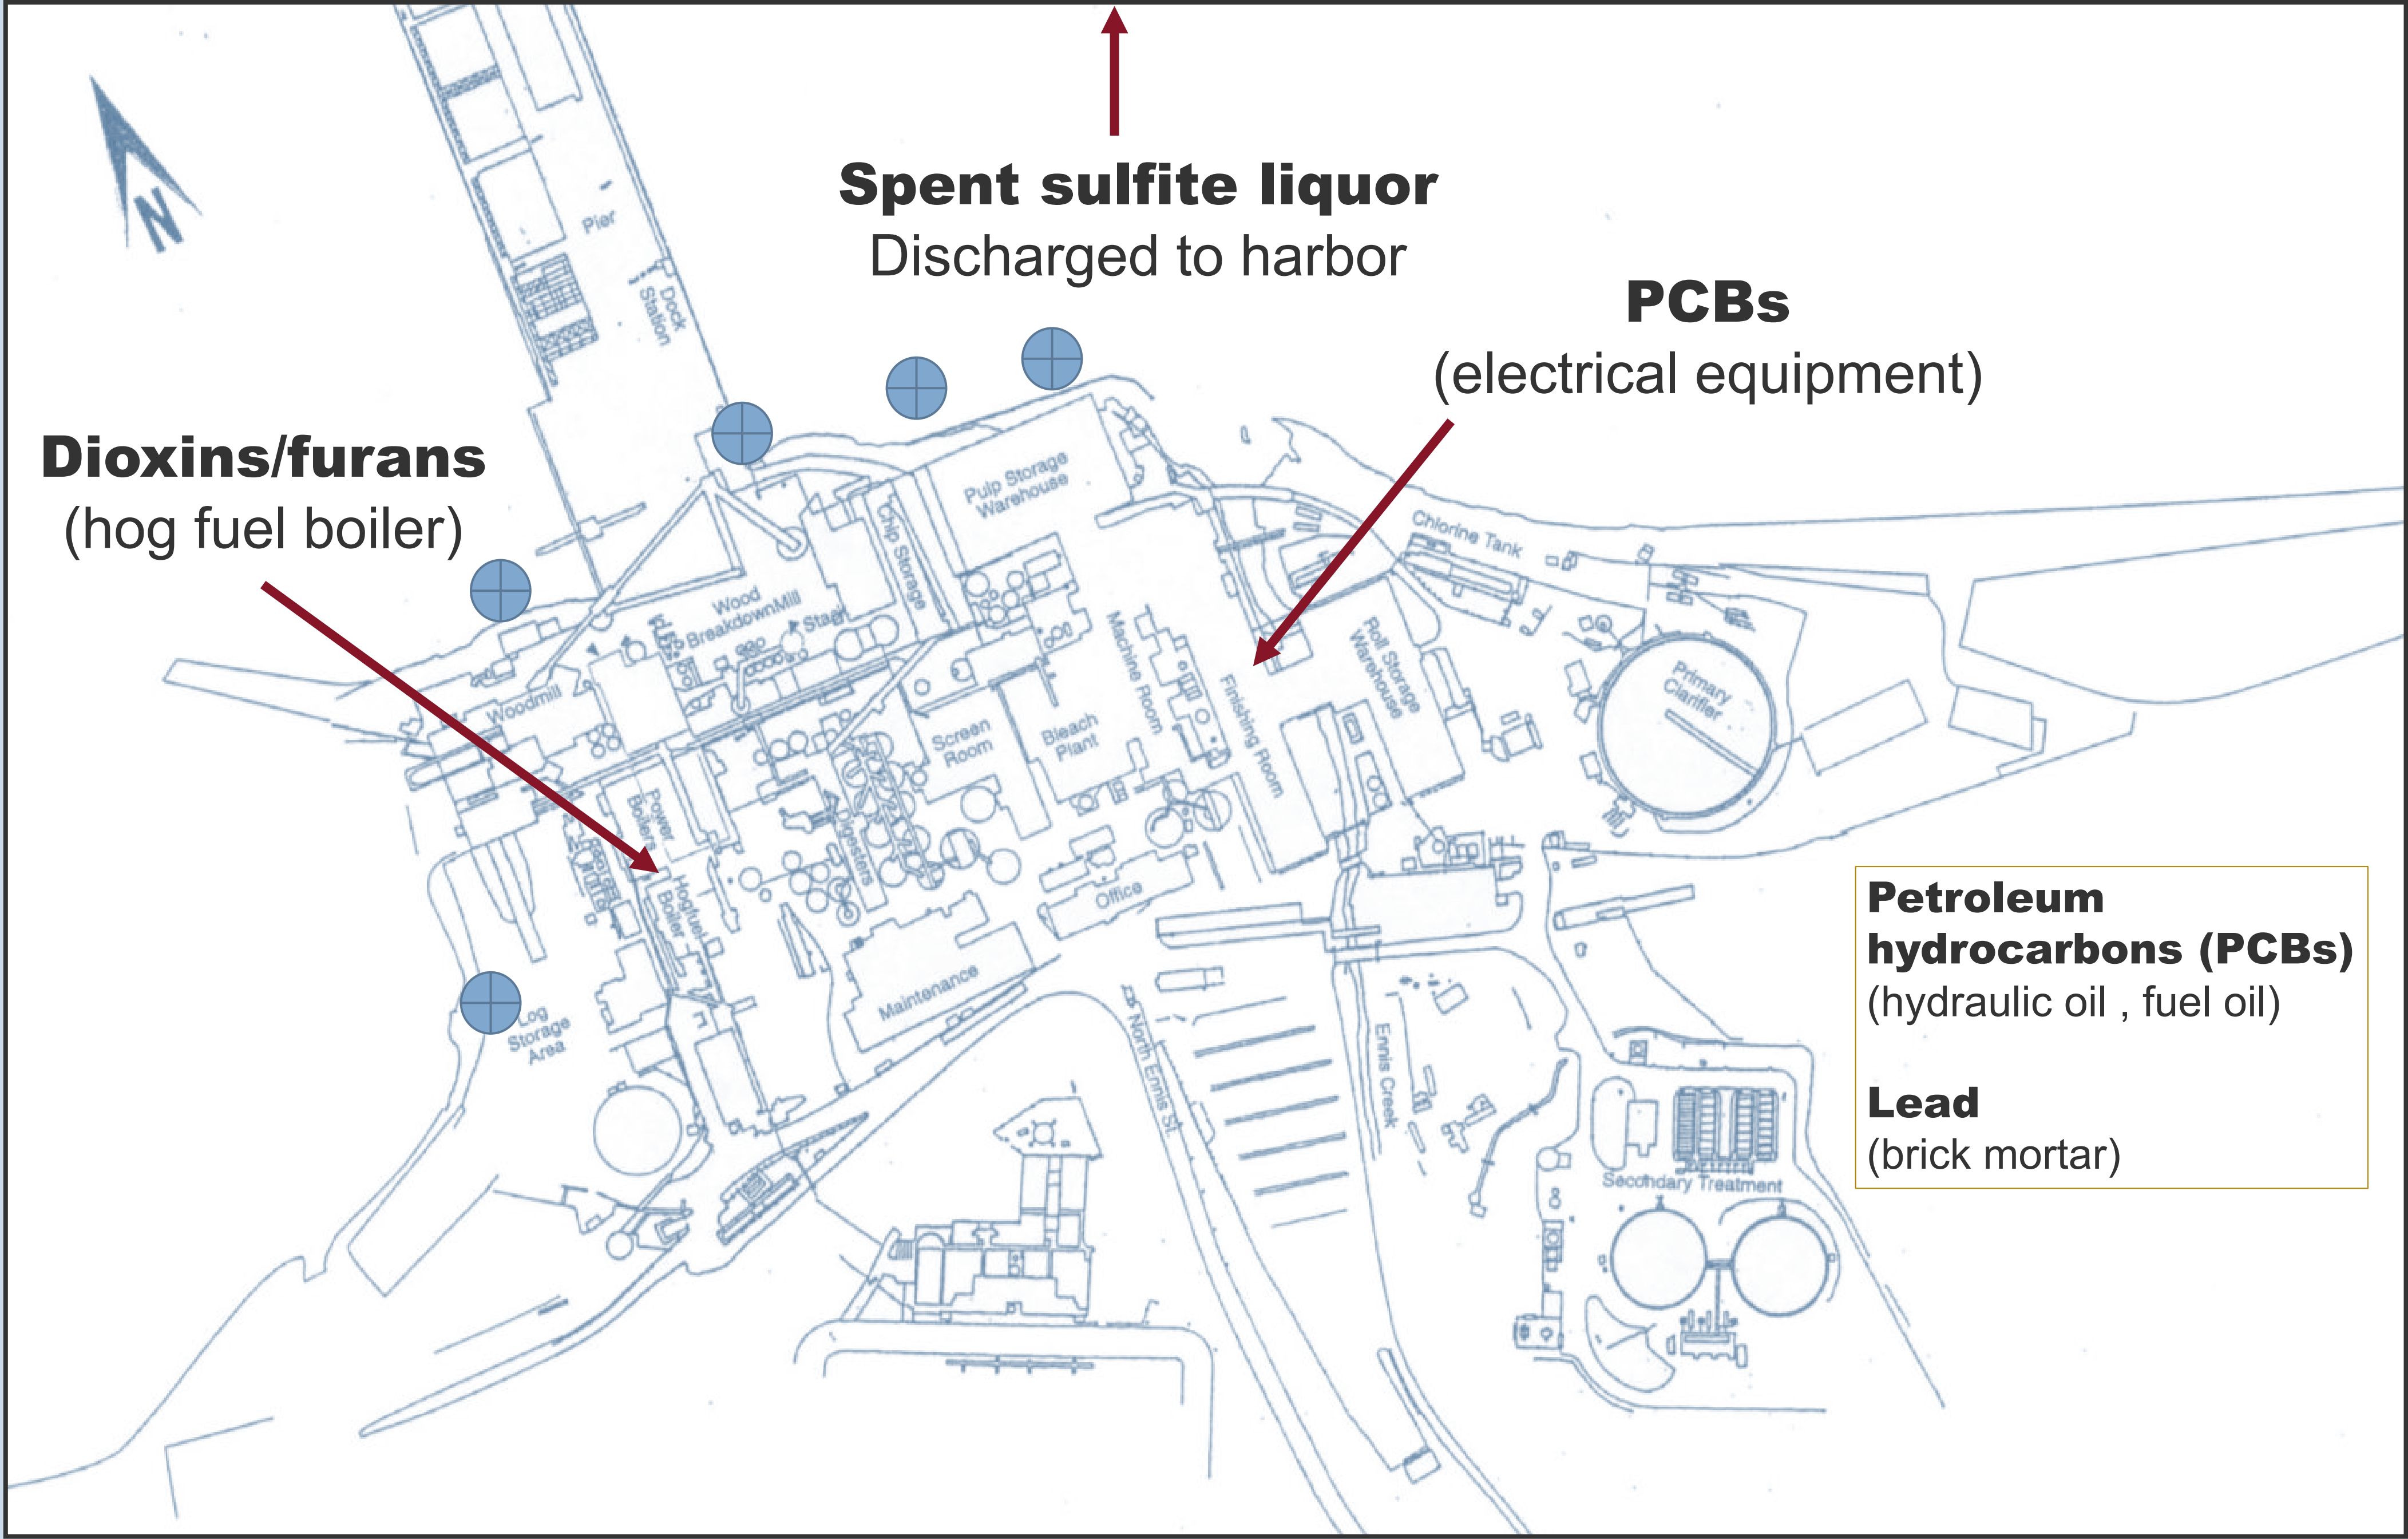 Spent sulfite liquor
Discharged to harbor
PCBs
(electrical equipment)
Dioxins/furans
(hog fuel boiler)
N
Pier
Dock
Station
Pulp Storage
Warehouse
Chip Storage
Chlorine Tank
Wood
BreakdownMill
Stack
Machine Room
Roll Storage
Warehouse
Primary
Clarifier
Woodmill
Screen
Room
Bleach
Plant
Finishing Room
Power
Boilers
Digesters
Hogfuel
Boiler
Office
Maintenance
Log
Storage
Area
North Ennis St.
Ennis Creek
Secondary Treatment
Petroleum
hydrocarbons (PCBs)
(hydraulic oil , fuel oil)
Lead
(brick mortar)